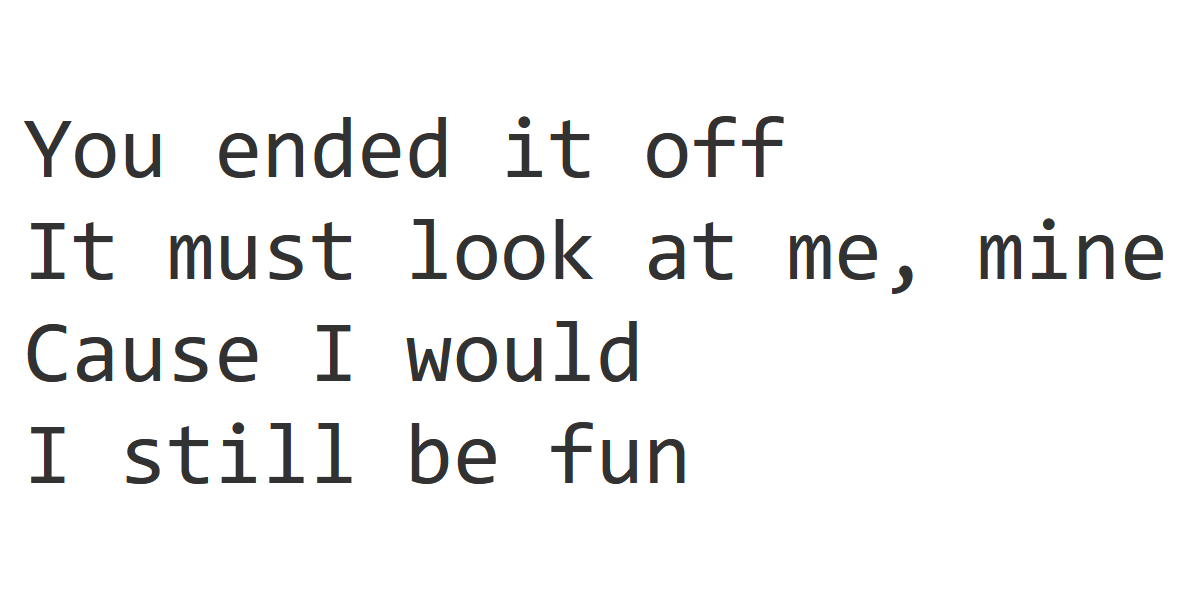 You ended it off
It must look at me, mine
Cause I would
I still be fun